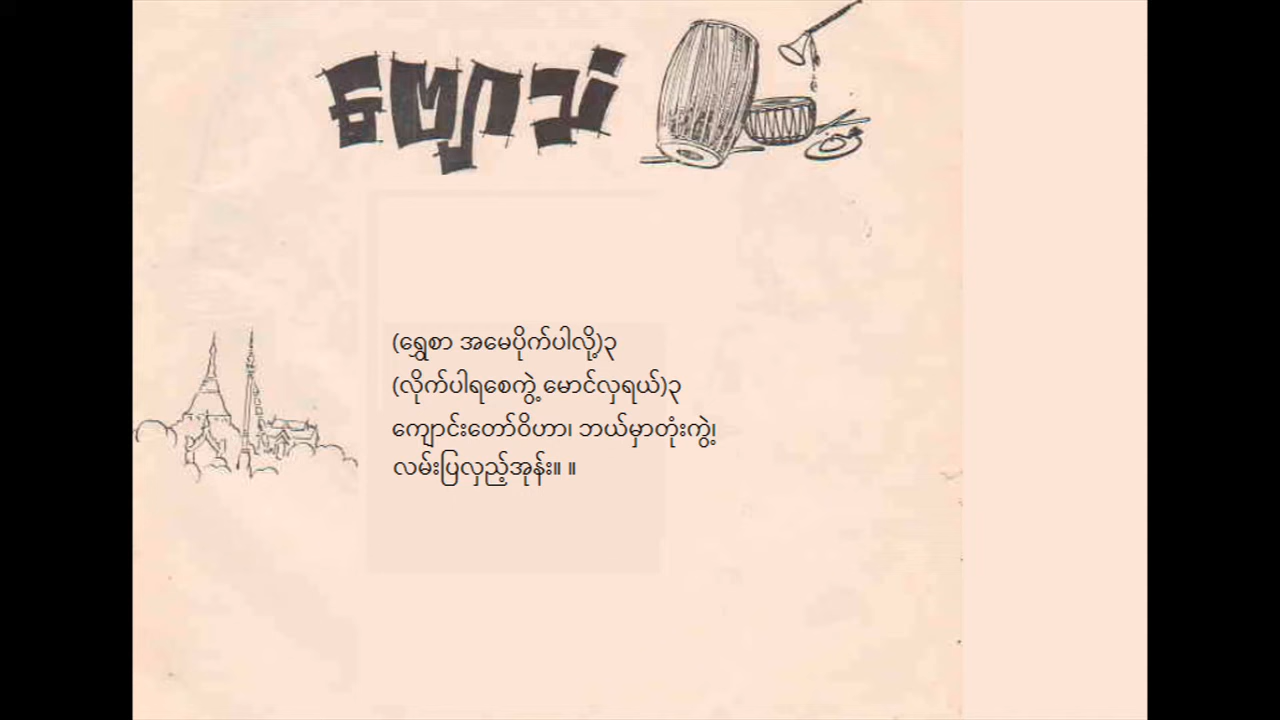 ဗျောသံ
(ရွှေစာ အမေပိုက်ပါလို့)၃
(လိုက်ပါရစေကွဲ့ မောင်လှရယ်)၃
ကျောင်းတော်ဝိဟာ၊ ဘယ်မှာတုံးကွဲ့၊
လမ်းပြလှည့်အုန်း။ ။